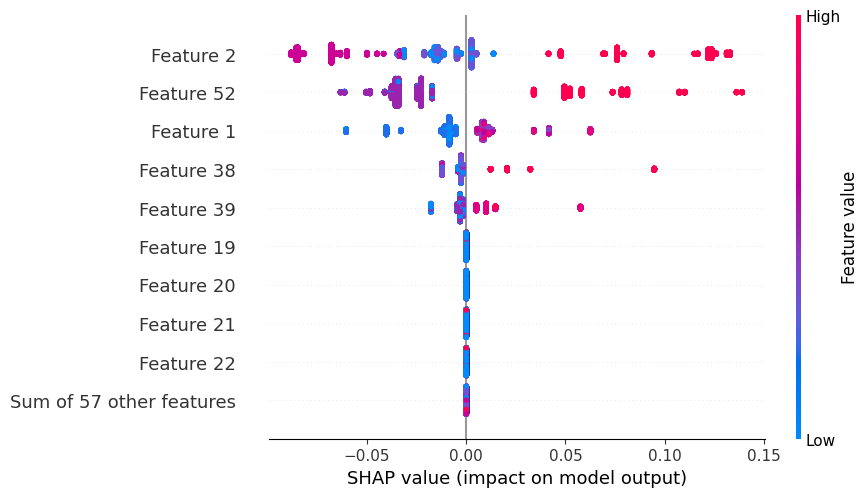 High
Feature 2
Feature 52
Feature 1
Feature 38
Feature 39
Feature 19
Feature 20
Feature 21
Feature 22
Sum of 57 other features
Feature value
Low
−0.05 0.00 0.05 0.10 0.15
SHAP value (impact on model output)